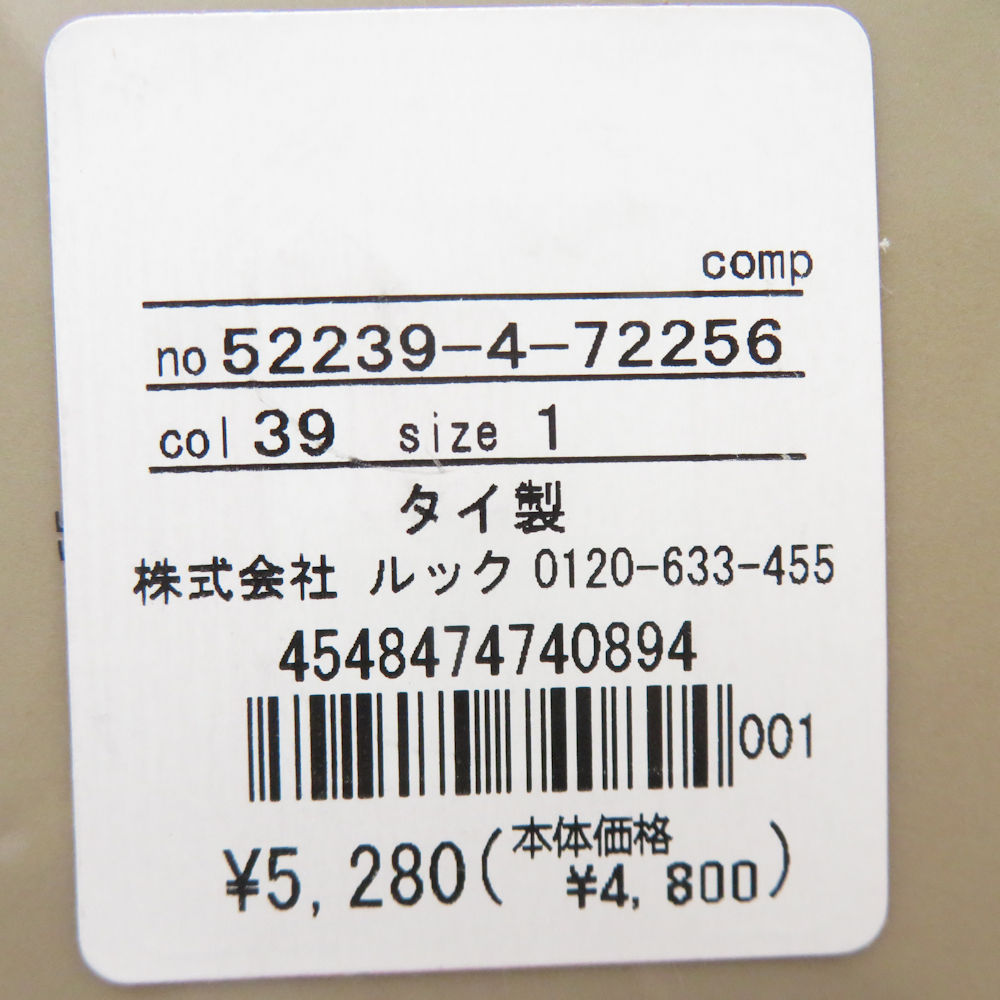 comp
no 52239-4-72256
col 39 size 1
タイ製
株式会社 ルック 0120-633-455
4548474740894
001
¥5,280(本体価格 ¥4,800)